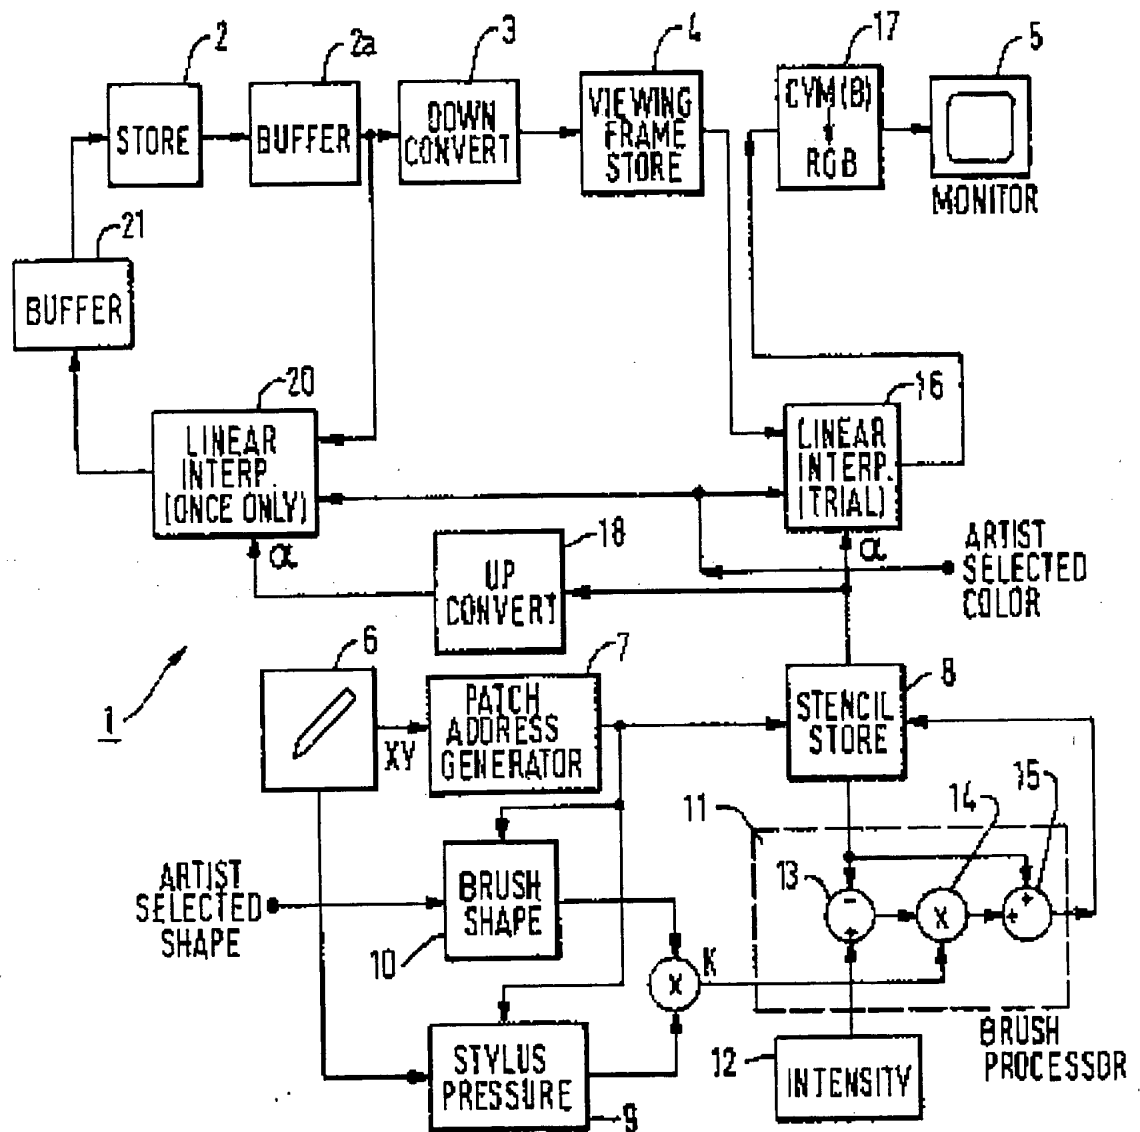 2
2a
3
4
17
5
STORE
BUFFER
DOWN
CONVERT
VIEWING
FRAME
STORE
CYM(B)
RGB
MONITOR
21
BUFFER
20
LINEAR
INTERP.
(ONCE ONLY)
16
LINEAR
INTERP.
(TRIAL)
α
18
UP
CONVERT
α
ARTIST
SELECTED
COLOR
1
6
XY
7
PATCH
ADDRESS
GENERATOR
8
STENCIL
STORE
ARTIST
SELECTED
SHAPE
BRUSH
SHAPE
10
11
13
14
15
-
+
X
+
+
X
K
STYLUS
PRESSURE
9
12
INTENSITY
BRUSH
PROCESSOR